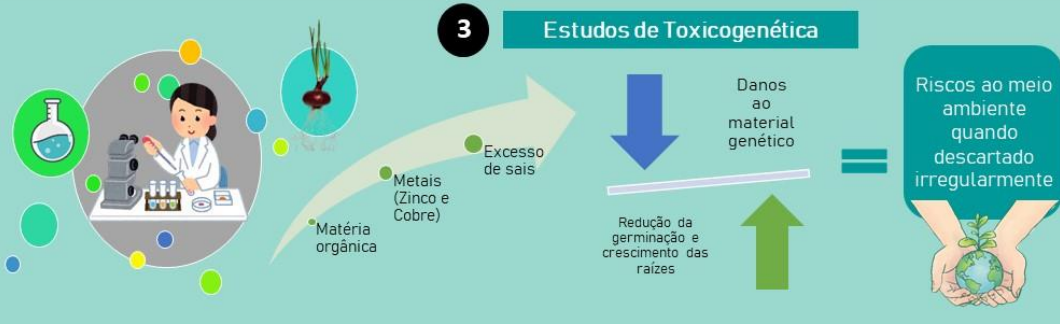 3
Estudos de Toxicogenética
Matéria
orgânica
Metais
(Zinco e
Cobre)
Excesso
de sais
Redução da
germinação e
crescimento das
raízes
Danos
ao
material
genético
Riscos ao meio
ambiente
quando
descartado
irregularmente